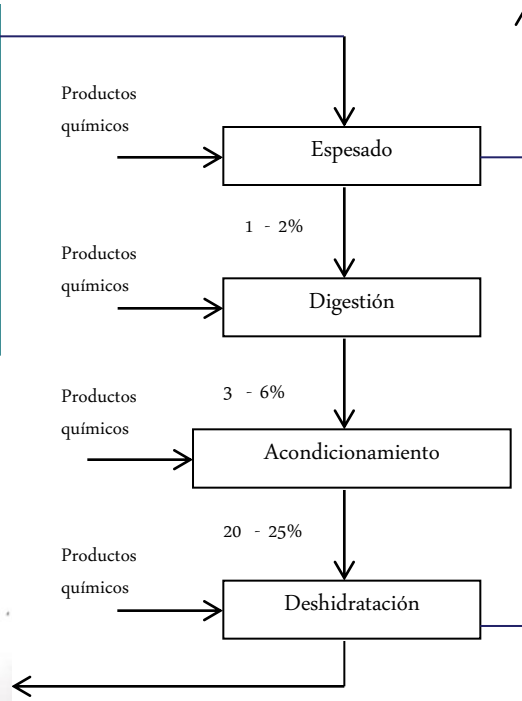 Productos
químicos
Espesado
1 - 2%
Productos
químicos
Digestión
3 - 6%
Productos
químicos
Acondicionamiento
20 - 25%
Productos
químicos
Deshidratación